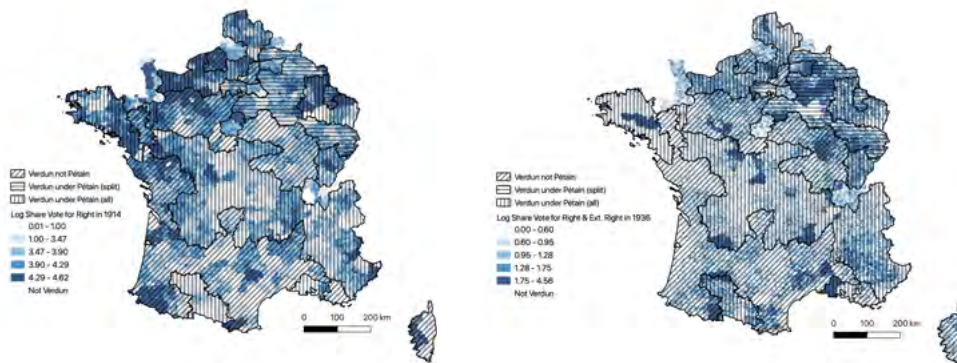 Verdun not Pétain
Verdun under Pétain (split)
Verdun under Pétain (all)
Log Share Vote for Right in 1914
0.01 - 1.00
1.00 - 3.47
3.47 - 3.90
3.90 - 4.29
4.29 - 4.62
Not Verdun
0 100 200 km
Verdun not Pétain
Verdun under Pétain (split)
Verdun under Pétain (all)
Log Share Vote for Right & Ext. Right in 1936
0.00 - 0.60
0.60 - 0.95
0.95 - 1.28
1.28 - 1.75
1.75 - 4.56
Not Verdun
0 100 200 km